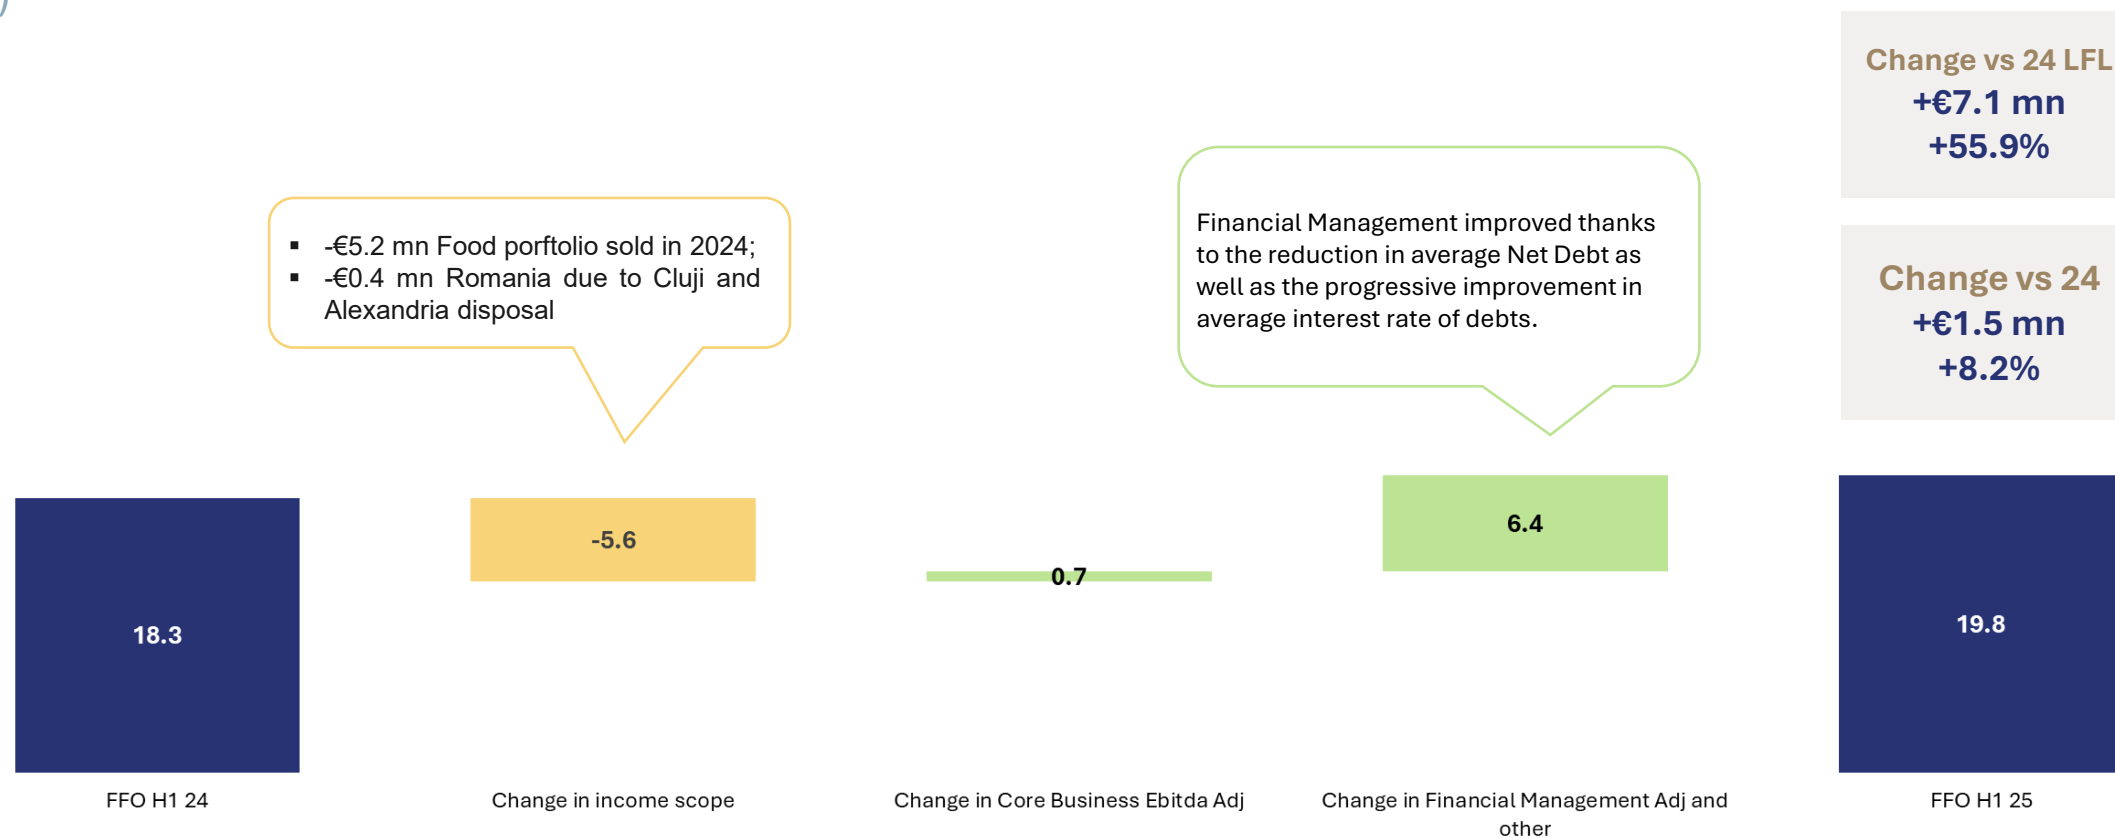 )
Change vs 24 LFL
+€7.1 mn
+55.9%
Change vs 24
+€1.5 mn
+8.2%
▪ -€5.2 mn Food porftolio sold in 2024;
▪ -€0.4 mn Romania due to Cluji and
Alexandria disposal
Financial Management improved thanks
to the reduction in average Net Debt as
well as the progressive improvement in
average interest rate of debts.
18.3
-5.6
0.7
6.4
19.8
FFO H1 24
Change in income scope
Change in Core Business Ebitda Adj
Change in Financial Management Adj and
other
FFO H1 25